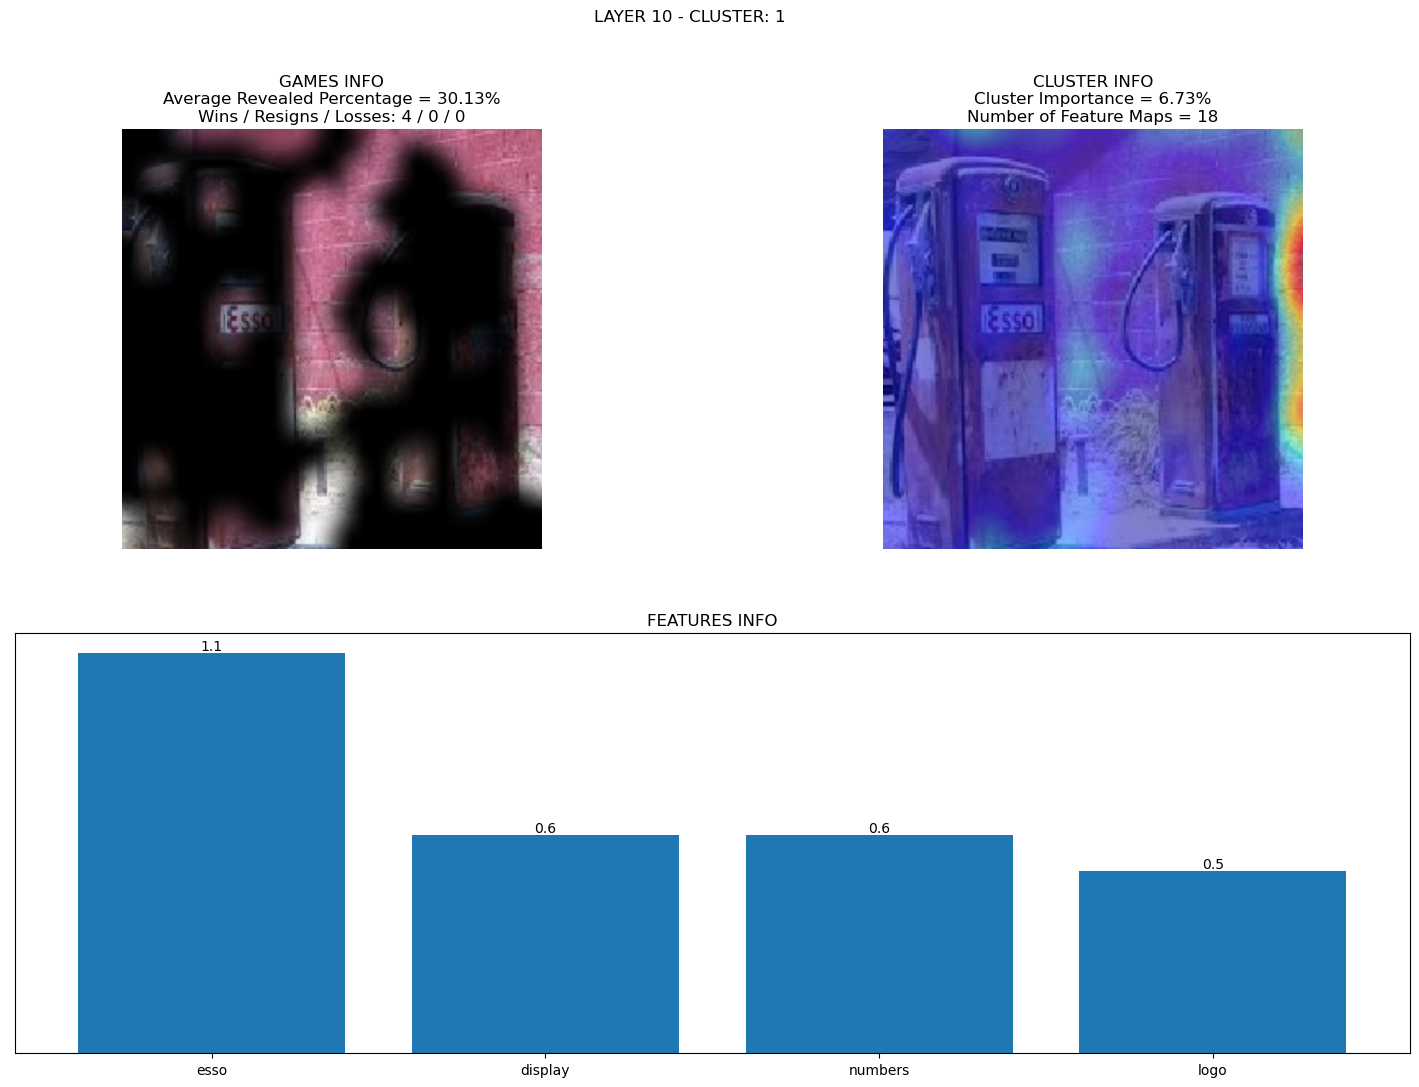 LAYER 10 - CLUSTER: 1
GAMES INFO
Average Revealed Percentage = 30.13%
Wins / Resigns / Losses: 4 / 0 / 0
CLUSTER INFO
Cluster Importance = 6.73%
Number of Feature Maps = 18
ESSO
ESSO
FEATURES INFO
1.1
0.6
0.6
0.5
esso
display
numbers
logo